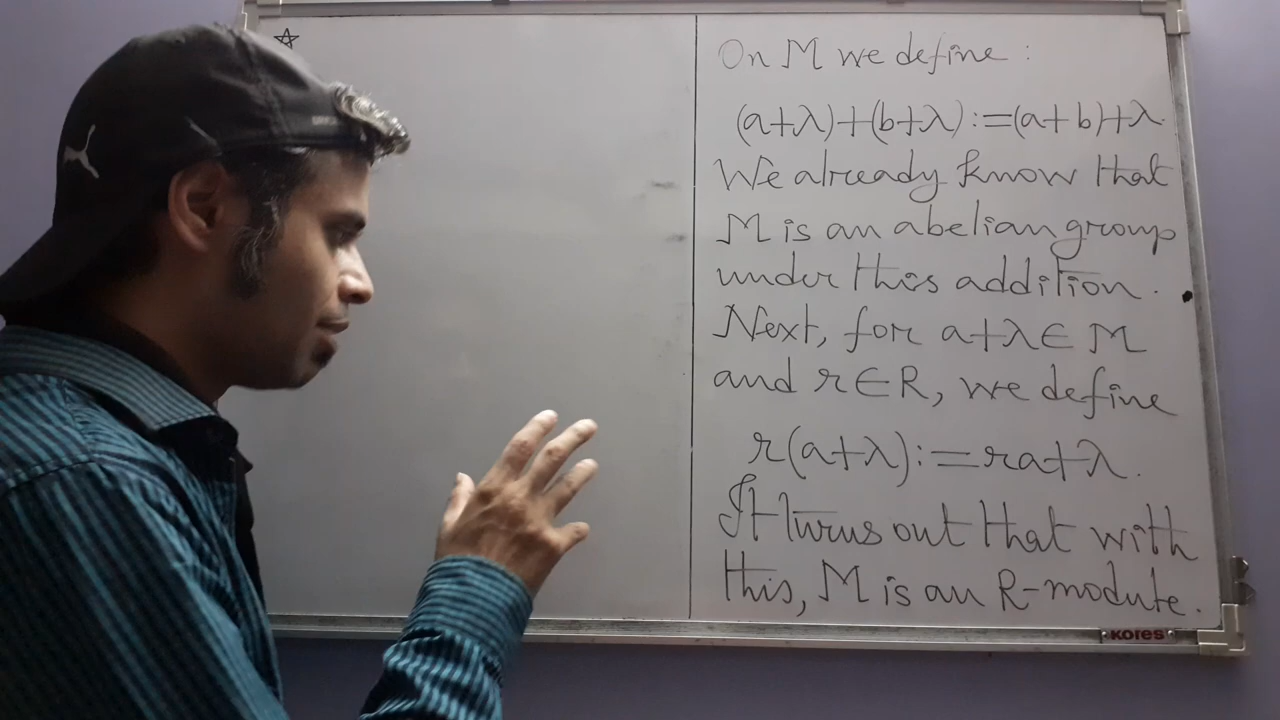 On M we define :
(a+λ)+(b+λ):=(a+b)+λ
We already know that
M is an abelian group
under this addition.
Next, for a+λ∈M
and r∈R, we define
r(a+λ):=ra+λ.
It turns out that with
this, M is an R-module.
KORES